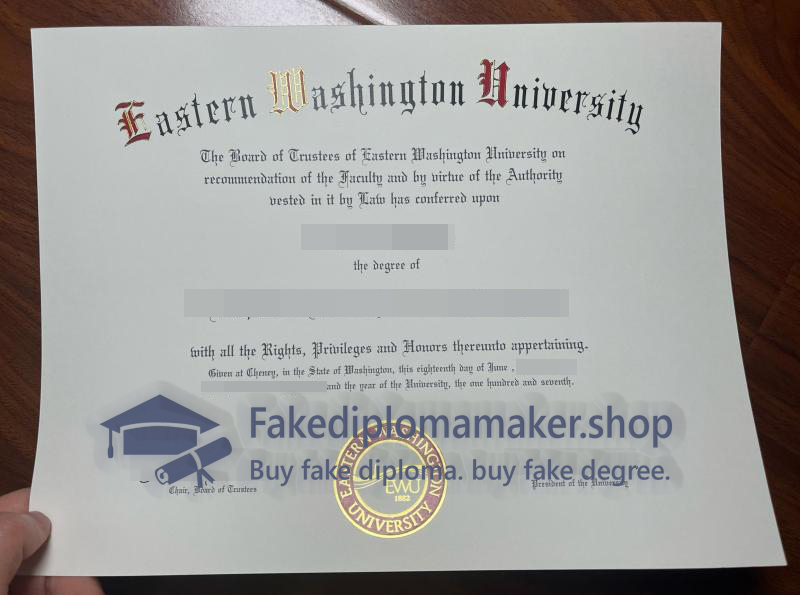 Eastern Washington University
The Board of Trustees of Eastern Washington University on
recommendation of the Faculty and by virtue of the Authority
vested in it by Law has conferred upon
the degree of
with all the Rights, Privileges and Honors thereunto appertaining.
Given at Cheney, in the State of Washington, this eighteenth day of June ,
and the year of the University, the one hundred and seventh.
Fakediplomamaker.shop
Buy fake diploma. buy fake degree.
Chair, Board of Trustees
President of the University
EASTERN WASHINGTON
EWU
1882
UNIVERSITY